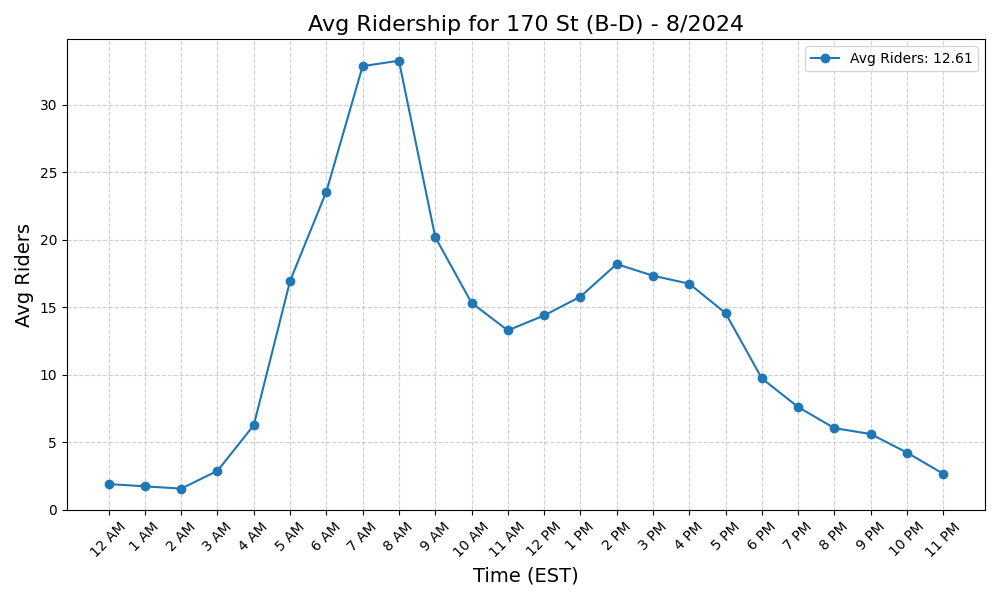 Avg Ridership for 170 St (B-D) - 8/2024
Avg Riders: 12.61
Avg Riders
30
25
20
15
10
5
0
12 AM
1 AM
2 AM
3 AM
4 AM
5 AM
6 AM
7 AM
8 AM
9 AM
10 AM
11 AM
12 PM
1 PM
2 PM
3 PM
4 PM
5 PM
6 PM
7 PM
8 PM
9 PM
10 PM
11 PM
Time (EST)